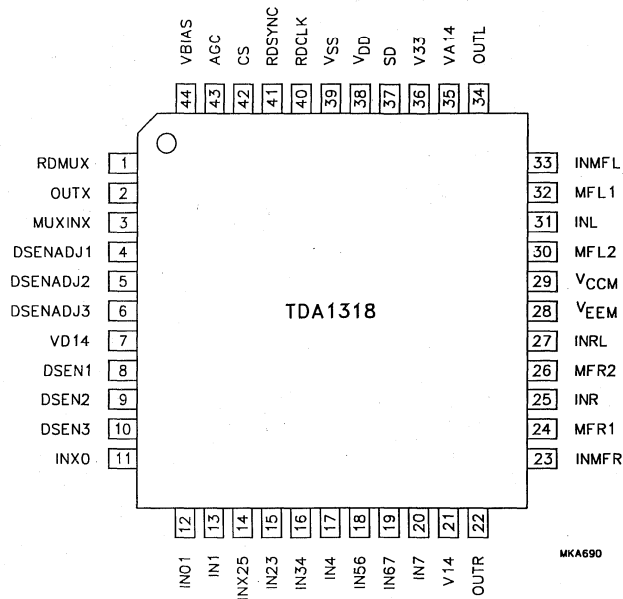 VBIAS AGC CS RDSYNC RDCLK VSS VDD SD V33 VA14 OUTL
44 43 42 41 40 39 38 37 36 35 34
RDMUX 1 33 INMFL
OUTX 2 32 MFL1
MUXINX 3 31 INL
DSENADJ1 4 30 MFL2
DSENADJ2 5 29 VCCM
DSENADJ3 6 28 VEEM
TDA1318
VD14 7 27 INRL
DSEN1 8 26 MFR2
DSEN2 9 25 INR
DSEN3 10 24 MFR1
INX0 11 23 INMFR
12 13 14 15 16 17 18 19 20 21 22
IN01 IN1 INX25 IN23 IN34 IN4 IN56 IN67 IN7 V14 OUTR
MKA690